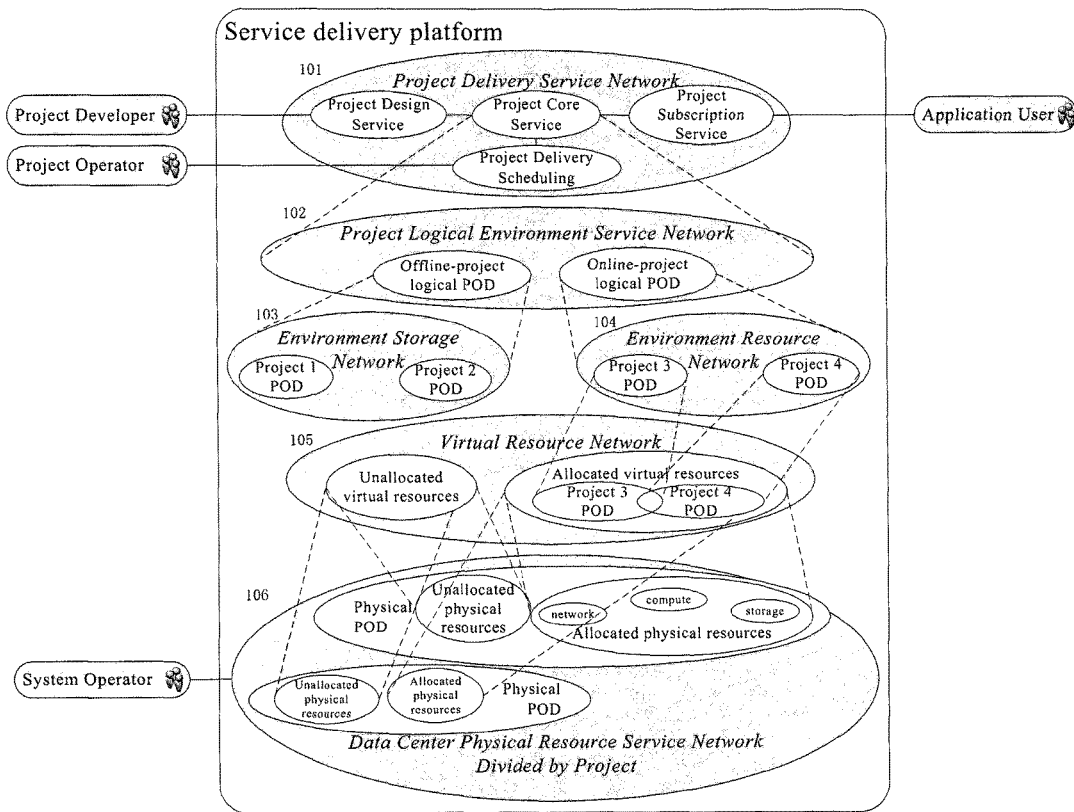 Service delivery platform
101
Project Delivery Service Network
Project Design
Service
Project Core
Service
Project
Subscription
Service
Project Delivery
Scheduling
Project Developer
Project Operator
Application User
102
Project Logical Environment Service Network
Offline-project
logical POD
Online-project
logical POD
103
Environment Storage
Network
Project 1
POD
Project 2
POD
104
Environment Resource
Network
Project 3
POD
Project 4
POD
105
Virtual Resource Network
Unallocated
virtual resources
Allocated virtual resources
Project 3
POD
Project 4
POD
106
Physical
POD
Unallocated
physical
resources
network
compute
storage
Allocated physical resources
System Operator
Unallocated
physical
resources
Allocated
physical
resources
Physical
POD
Data Center Physical Resource Service Network
Divided by Project